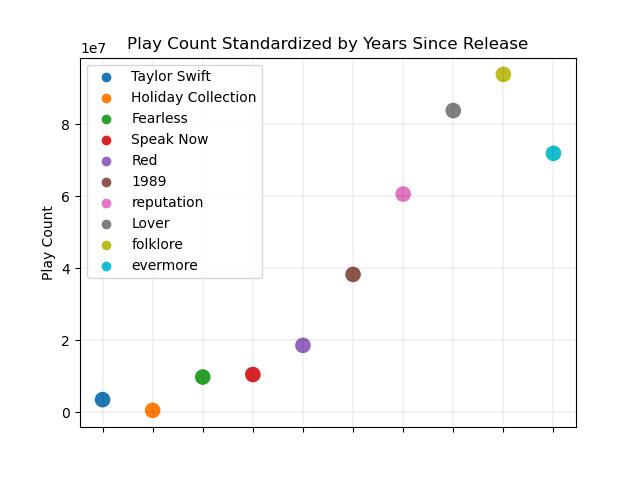 Play Count Standardized by Years Since Release
1e7
Taylor Swift
Holiday Collection
Fearless
Speak Now
Red
1989
reputation
Lover
folklore
evermore
8
6
4
2
0
Play Count